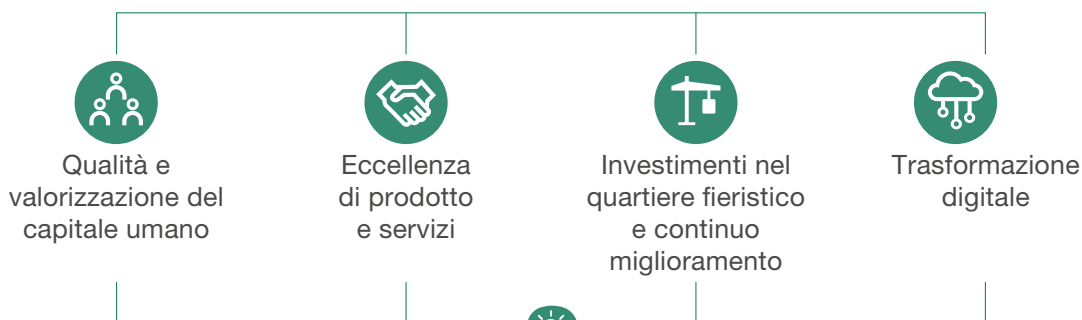 Qualità e
valorizzazione del
capitale umano
Eccellenza
di prodotto
e servizi
Investimenti nel
quartiere fieristico
e continuo
miglioramento
Trasformazione
digitale